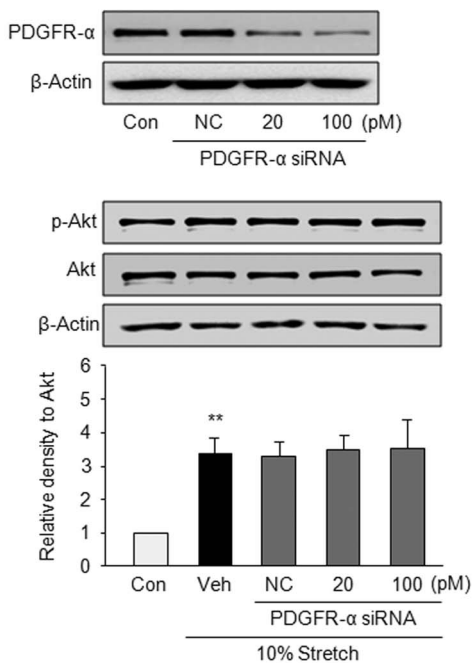 PDGFR-α
β-Actin
Con NC 20 100 (pM)
PDGFR-α siRNA
p-Akt
Akt
β-Actin
Relative density to Akt
6
5
4
3
2
1
0
**
Con Veh NC 20 100 (pM)
PDGFR-α siRNA
10% Stretch